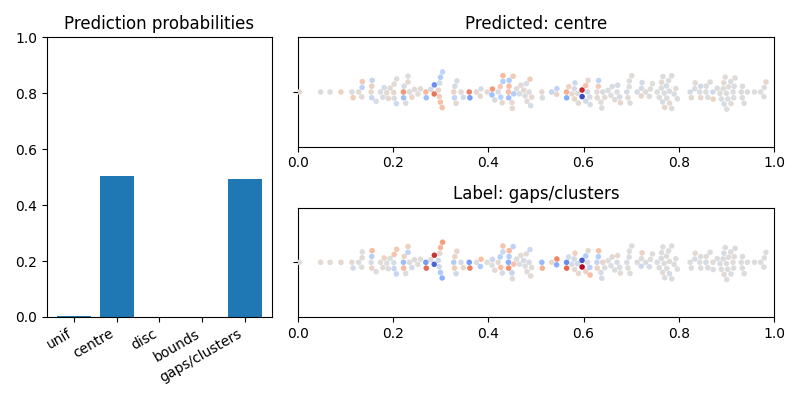 Prediction probabilities
1.0
0.8
0.6
0.4
0.2
0.0
unif
centre
disc
bounds
gaps/clusters
Predicted: centre
0.0 0.2 0.4 0.6 0.8 1.0
Label: gaps/clusters
0.0 0.2 0.4 0.6 0.8 1.0